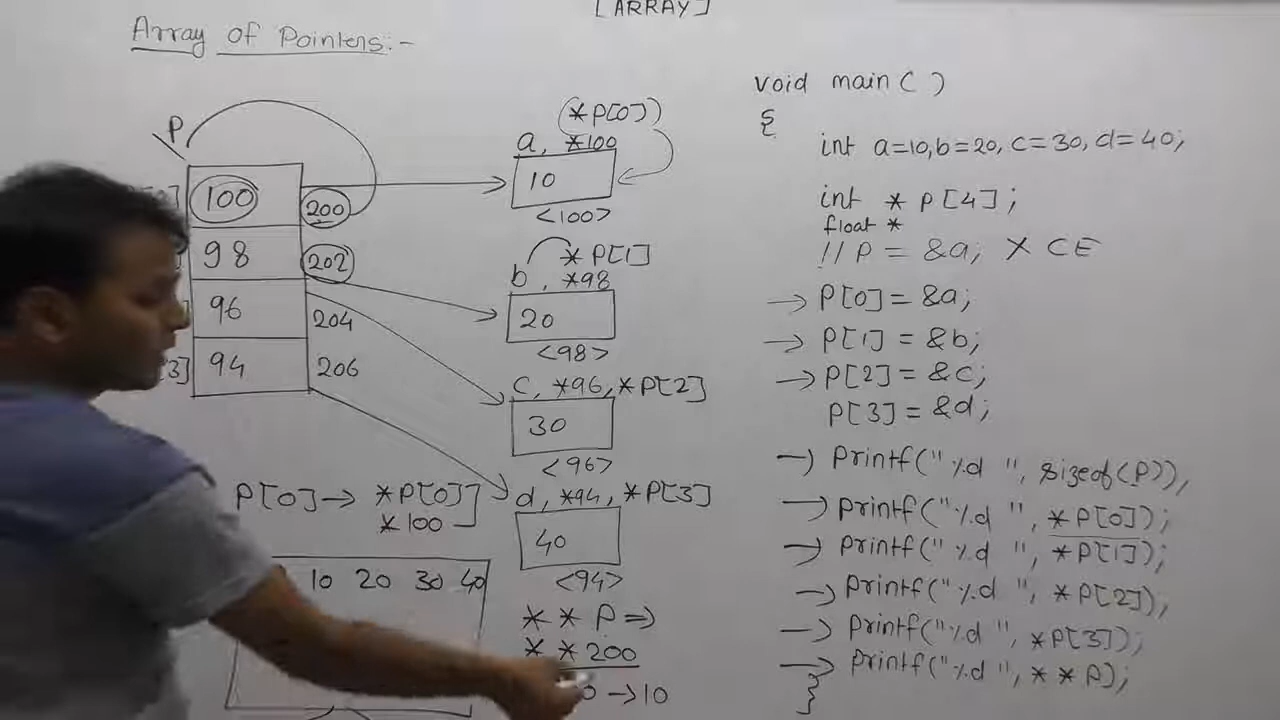 [ARRAY]
Array of Pointers:-
P
100
200
98
202
96
204
94
206
3]
(*P[0])
a, *100
10
<100>
*P[1]
b, *98
20
<98>
C, *96, *P[2]
30
<96>
d, *94, *P[3]
40
<94>
P[0] → *P[0]
*100
10 20 30 40
* * P =>
* * 200
0 → 10
void main( )
{
int a=10, b=20, c=30, d=40;
int * P[4];
float *
!! P = &a; X CE
→ P[0] = &a;
→ P[1] = &b;
→ P[2] = &c;
P[3] = &d;
→ Printf("%d ", sizeof(P)),
→ Printf("%d ", *P[0]);
→ Printf("%d ", *P[1]);
→ Printf("%d ", *P[2]),
→ Printf("%d ", *P[3]);
→ Printf("%d ", * * P);
}